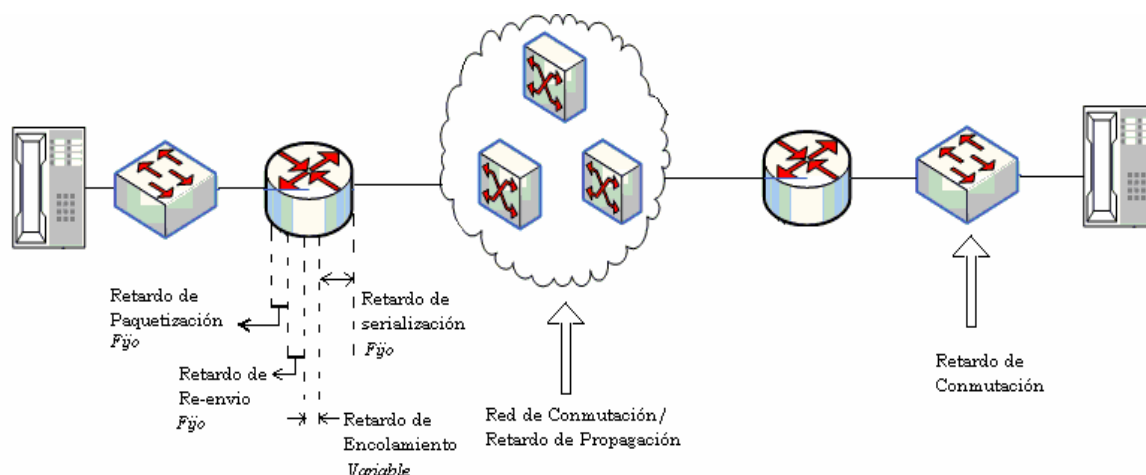 Retardo de
Paquetización
Fijo
Retardo de
Re-envio
Fijo
Retardo de
Encolamiento
Variable
Retardo de
serialización
Fijo
Red de Conmutación/
Retardo de Propagación
Retardo de
Conmutación